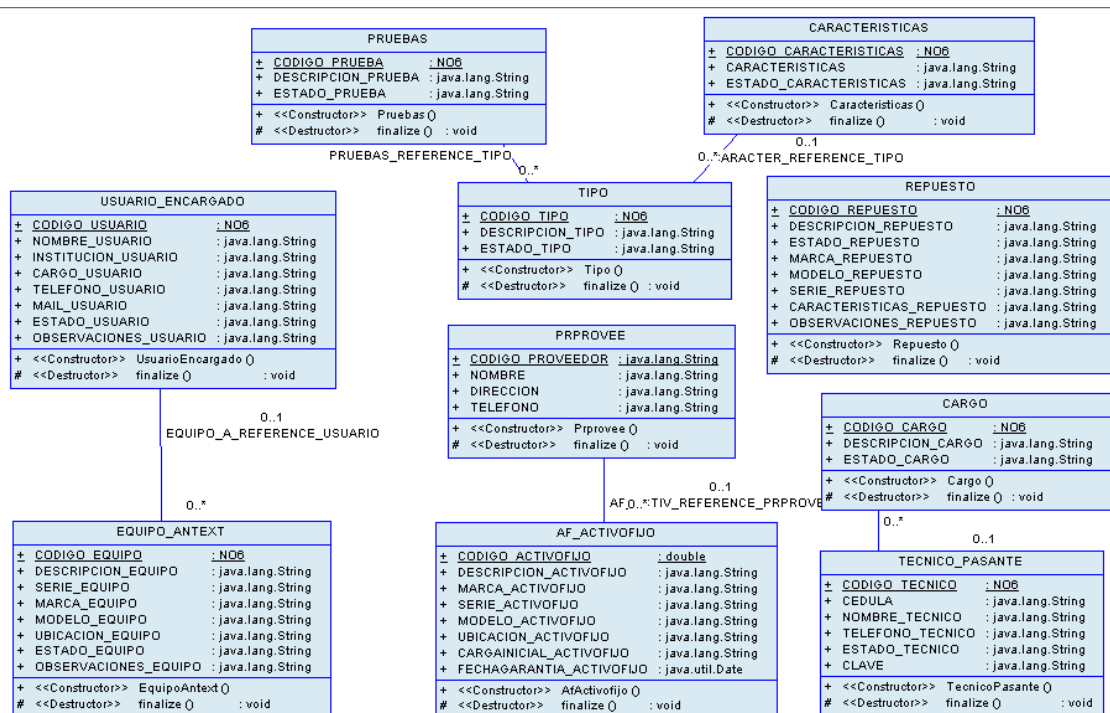 PRUEBAS
+ CODIGO_PRUEBA : NO6
+ DESCRIPCION_PRUEBA : java.lang.String
+ ESTADO_PRUEBA : java.lang.String
+ <<Constructor>> Pruebas ()
# <<Destructor>> finalize () : void
CARACTERISTICAS
+ CODIGO_CARACTERISTICAS : NO6
+ CARACTERISTICAS : java.lang.String
+ ESTADO_CARACTERISTICAS : java.lang.String
+ <<Constructor>> Caracteristicas ()
# <<Destructor>> finalize () : void
PRUEBAS_REFERENCE_TIPO
0..*
0..1
0..*ARACTER_REFERENCE_TIPO
USUARIO_ENCARGADO
+ CODIGO_USUARIO : NO6
+ NOMBRE_USUARIO : java.lang.String
+ INSTITUCION_USUARIO : java.lang.String
+ CARGO_USUARIO : java.lang.String
+ TELEFONO_USUARIO : java.lang.String
+ MAIL_USUARIO : java.lang.String
+ ESTADO_USUARIO : java.lang.String
+ OBSERVACIONES_USUARIO : java.lang.String
+ <<Constructor>> UsuarioEncargado ()
# <<Destructor>> finalize () : void
TIPO
+ CODIGO_TIPO : NO6
+ DESCRIPCION_TIPO : java.lang.String
+ ESTADO_TIPO : java.lang.String
+ <<Constructor>> Tipo ()
# <<Destructor>> finalize () : void
REPUESTO
+ CODIGO_REPUESTO : NO6
+ DESCRIPCION_REPUESTO : java.lang.String
+ ESTADO_REPUESTO : java.lang.String
+ MARCA_REPUESTO : java.lang.String
+ MODELO_REPUESTO : java.lang.String
+ SERIE_REPUESTO : java.lang.String
+ CARACTERISTICAS_REPUESTO : java.lang.String
+ OBSERVACIONES_REPUESTO : java.lang.String
+ <<Constructor>> Repuesto ()
# <<Destructor>> finalize () : void
PRPROVEE
+ CODIGO_PROVEEDOR : java.lang.String
+ NOMBRE : java.lang.String
+ DIRECCION : java.lang.String
+ TELEFONO : java.lang.String
+ <<Constructor>> Prprovee ()
# <<Destructor>> finalize () : void
CARGO
+ CODIGO_CARGO : NO6
+ DESCRIPCION_CARGO : java.lang.String
+ ESTADO_CARGO : java.lang.String
+ <<Constructor>> Cargo ()
# <<Destructor>> finalize () : void
0..1
EQUIPO_A_REFERENCE_USUARIO
0..*
0..1
AF_0..*TIV_REFERENCE_PRPROVE
0..*
0..1
EQUIPO_ANTEXT
+ CODIGO_EQUIPO : NO6
+ DESCRIPCION_EQUIPO : java.lang.String
+ SERIE_EQUIPO : java.lang.String
+ MARCA_EQUIPO : java.lang.String
+ MODELO_EQUIPO : java.lang.String
+ UBICACION_EQUIPO : java.lang.String
+ ESTADO_EQUIPO : java.lang.String
+ OBSERVACIONES_EQUIPO : java.lang.String
+ <<Constructor>> EquipoAntext ()
# <<Destructor>> finalize () : void
AF_ACTIVOFIJO
+ CODIGO_ACTIVOFIJO : double
+ DESCRIPCION_ACTIVOFIJO : java.lang.String
+ MARCA_ACTIVOFIJO : java.lang.String
+ SERIE_ACTIVOFIJO : java.lang.String
+ MODELO_ACTIVOFIJO : java.lang.String
+ UBICACION_ACTIVOFIJO : java.lang.String
+ CARGAINICIAL_ACTIVOFIJO : java.lang.String
+ FECHAGARANTIA_ACTIVOFIJO : java.util.Date
+ <<Constructor>> AfActivofijo ()
# <<Destructor>> finalize () : void
TECNICO_PASANTE
+ CODIGO_TECNICO : NO6
+ CEDULA : java.lang.String
+ NOMBRE_TECNICO : java.lang.String
+ TELEFONO_TECNICO : java.lang.String
+ ESTADO_TECNICO : java.lang.String
+ CLAVE : java.lang.String
+ <<Constructor>> TecnicoPasante ()
# <<Destructor>> finalize () : void